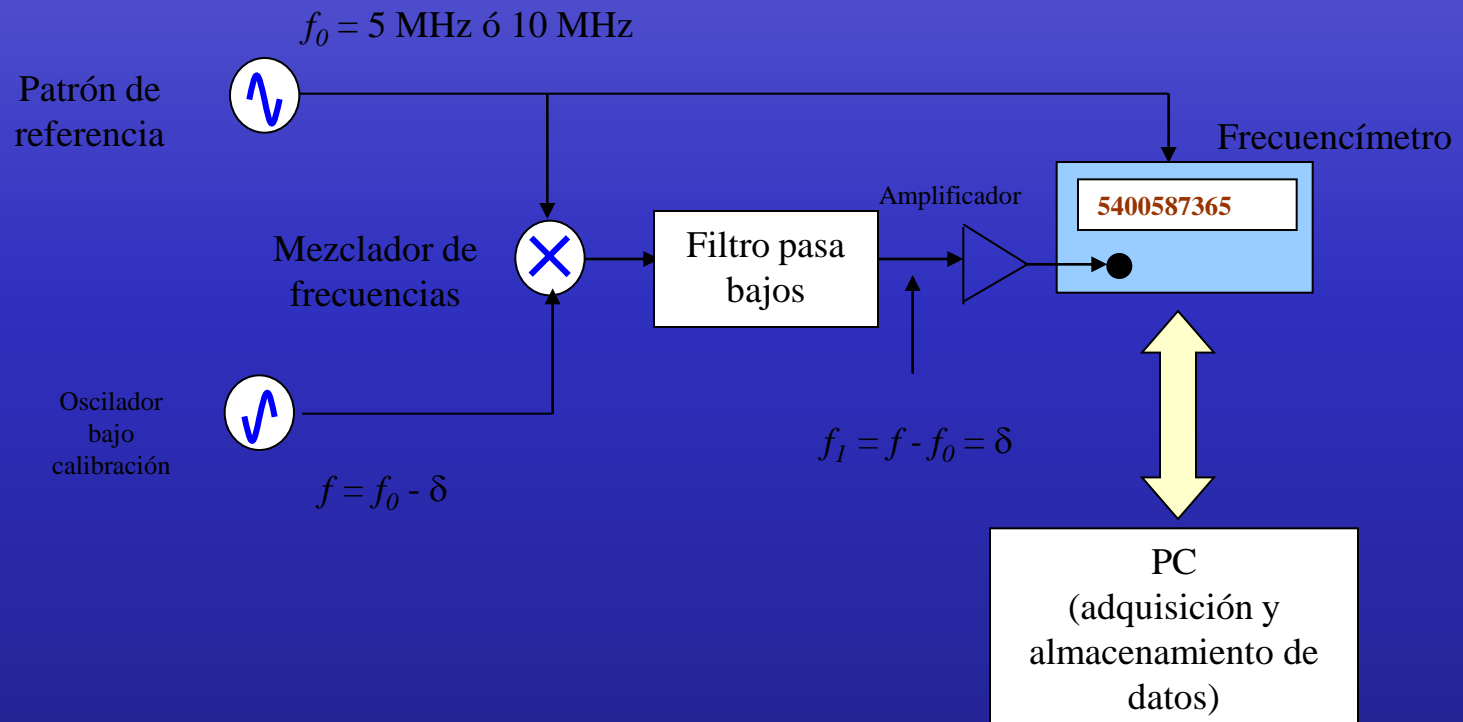 f₀ = 5 MHz ó 10 MHz
Patrón de
referencia
Frecuencímetro
Amplificador
5400587365
Mezclador de
frecuencias
Filtro pasa
bajos
Oscilador
bajo
calibración
f₁ = f - f₀ = δ
f = f₀ - δ
PC
(adquisición y
almacenamiento de
datos)